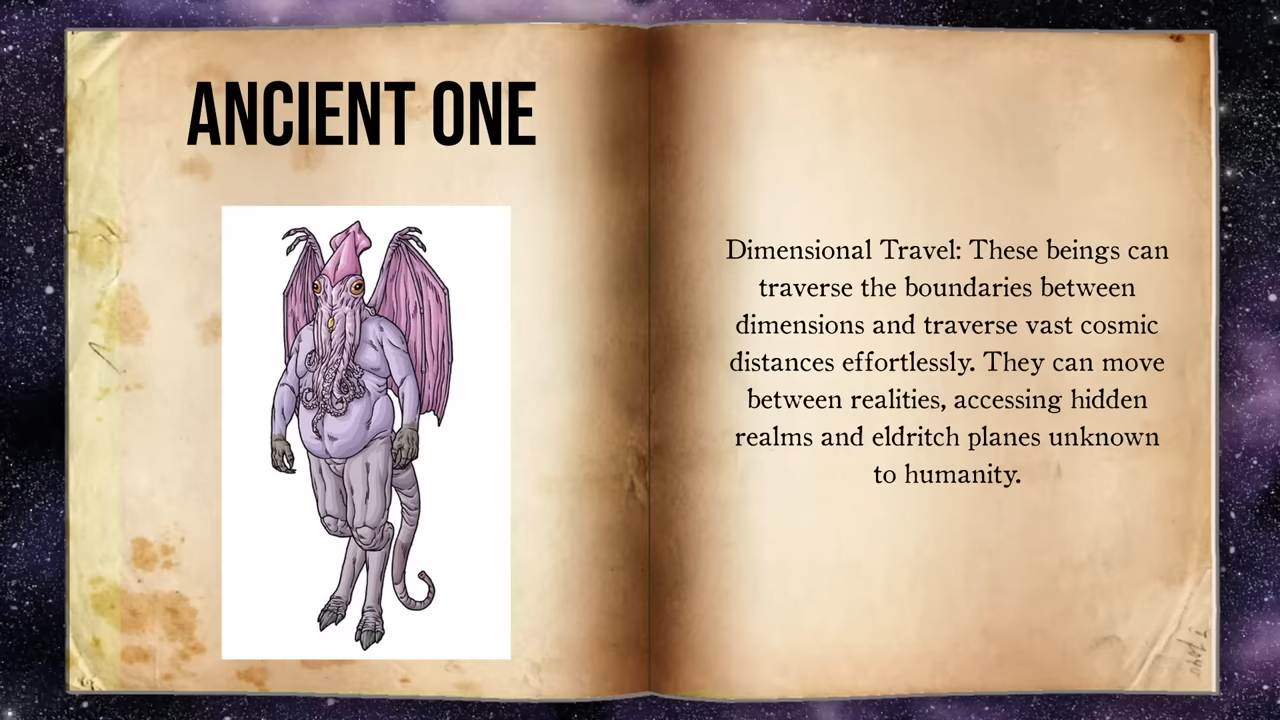 ANCIENT ONE
Dimensional Travel: These beings can
traverse the boundaries between
dimensions and traverse vast cosmic
distances effortlessly. They can move
between realities, accessing hidden
realms and eldritch planes unknown
to humanity.